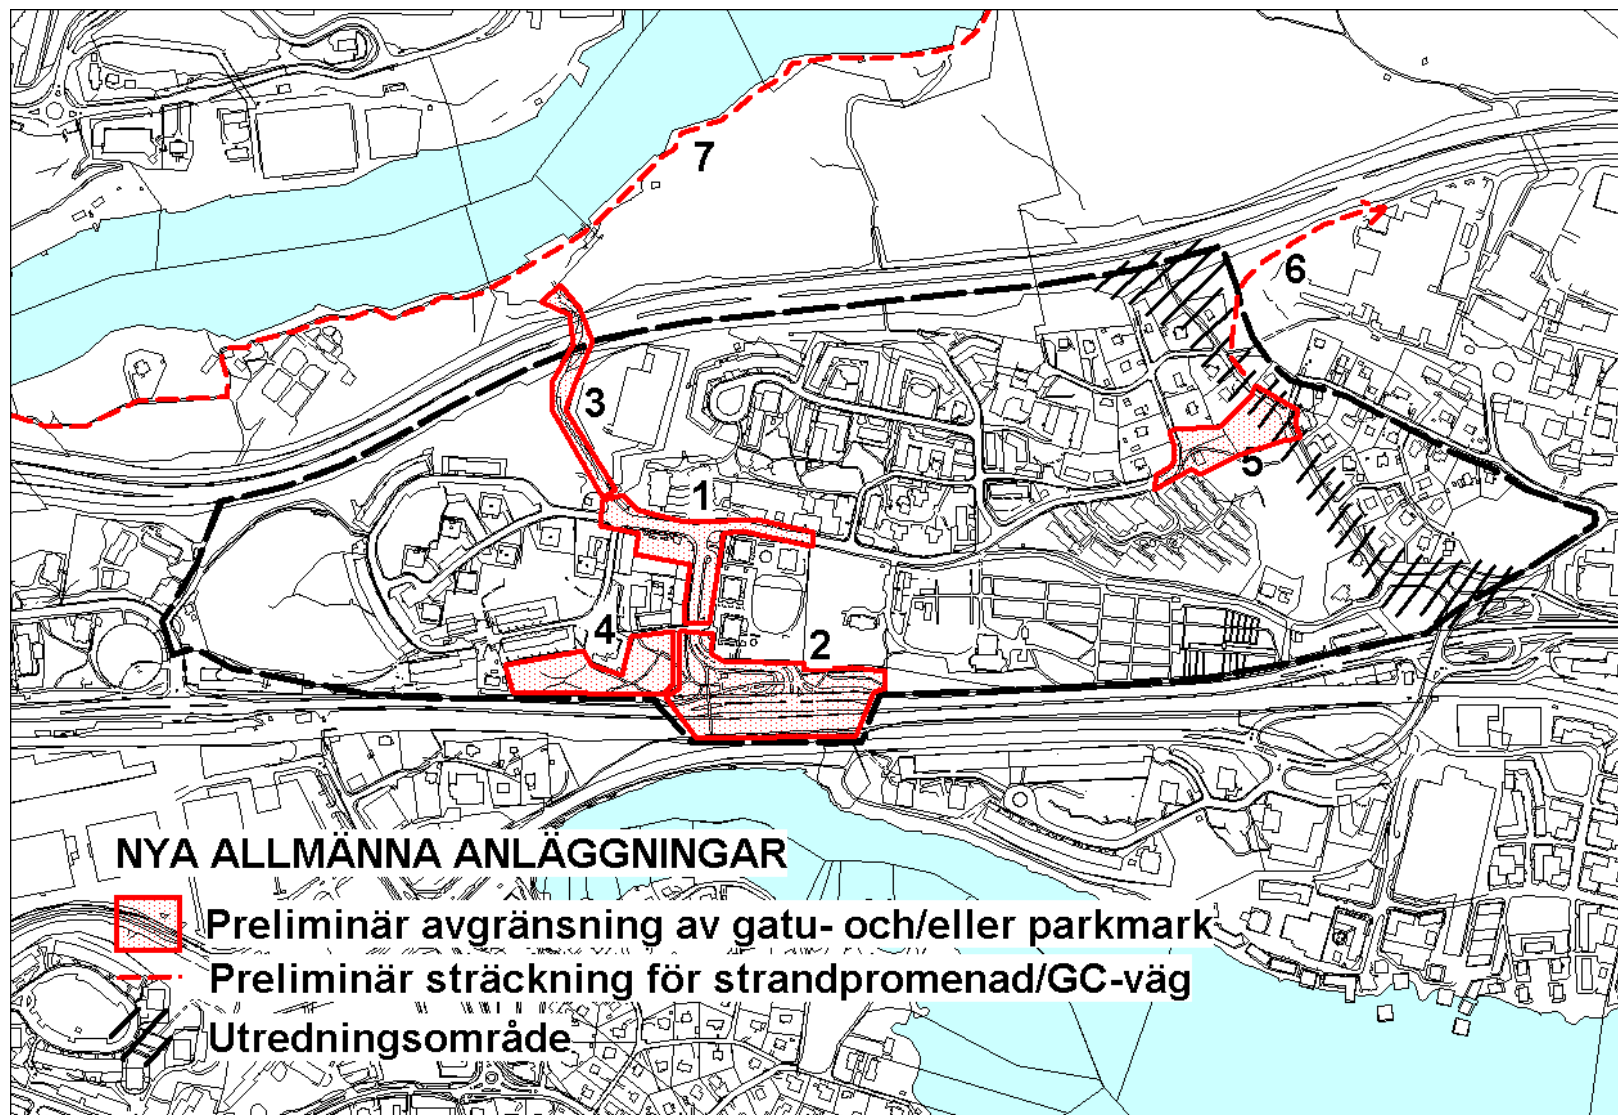 7
6
3
5
1
4
2
NYA ALLMÄNNA ANLÄGGNINGAR
Preliminär avgränsning av gatu- och/eller parkmark
Preliminär sträckning för strandpromenad/GC-väg
Utredningsområde